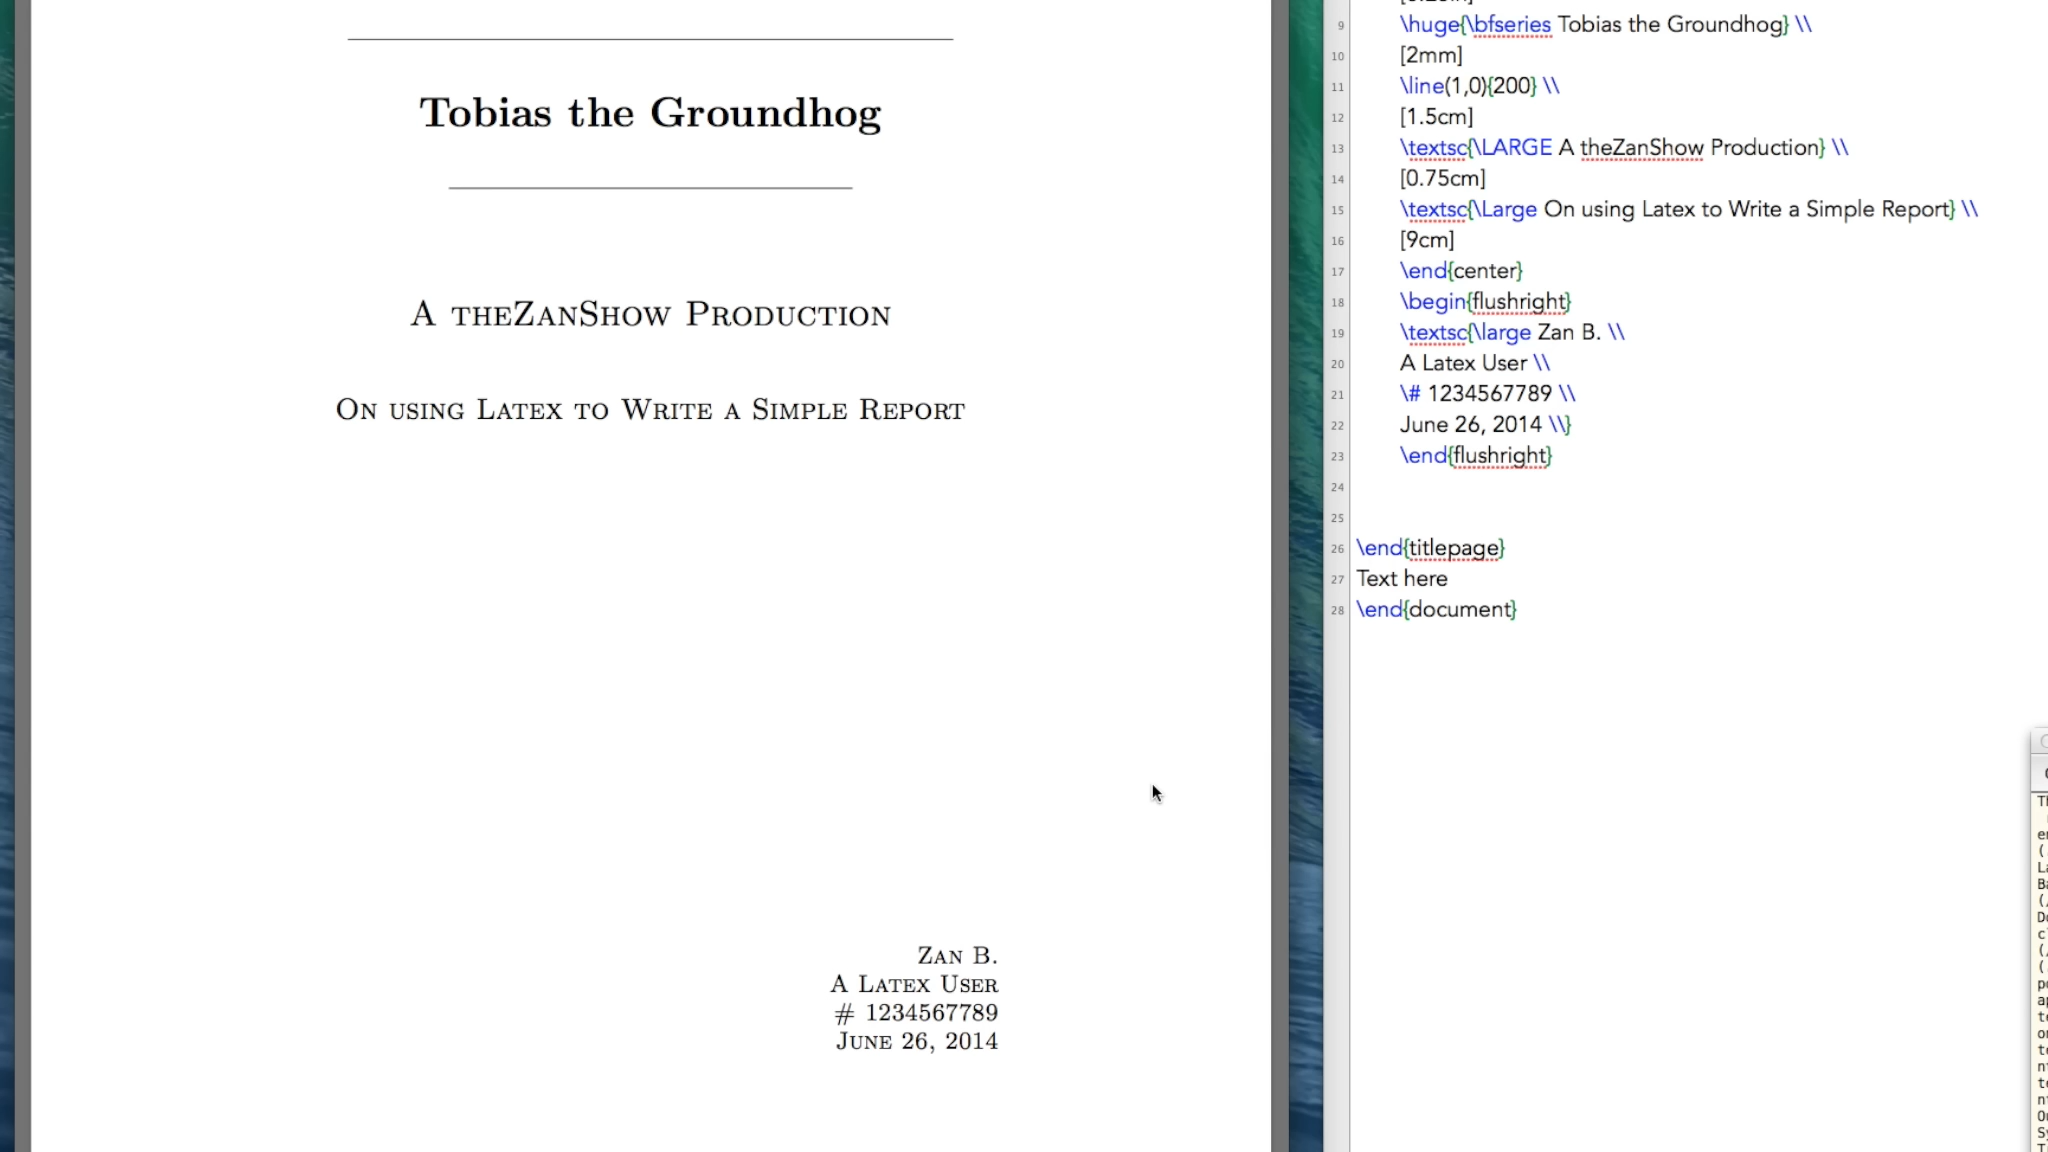 Tobias the Groundhog
A theZanShow Production
On using Latex to Write a Simple Report
Zan B.
A Latex User
# 1234567789
June 26, 2014
9 \huge{\bfseries Tobias the Groundhog} \\
10 [2mm]
11 \line(1,0){200} \\
12 [1.5cm]
13 \textsc{\LARGE A theZanShow Production} \\
14 [0.75cm]
15 \textsc{\Large On using Latex to Write a Simple Report} \\
16 [9cm]
17 \end{center}
18 \begin{flushright}
19 \textsc{\large Zan B. \\
20 A Latex User \\
21 \# 1234567789 \\
22 June 26, 2014 \\}
23 \end{flushright}
24
25
26 \end{titlepage}
27 Text here
28 \end{document}